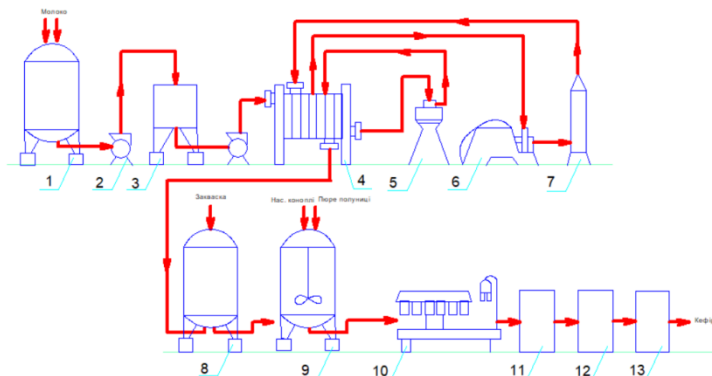 Молоко
1 2 3 4 5 6 7
Закваска Нас. коноплі Пюре полуниці
Кефір
8 9 10 11 12 13